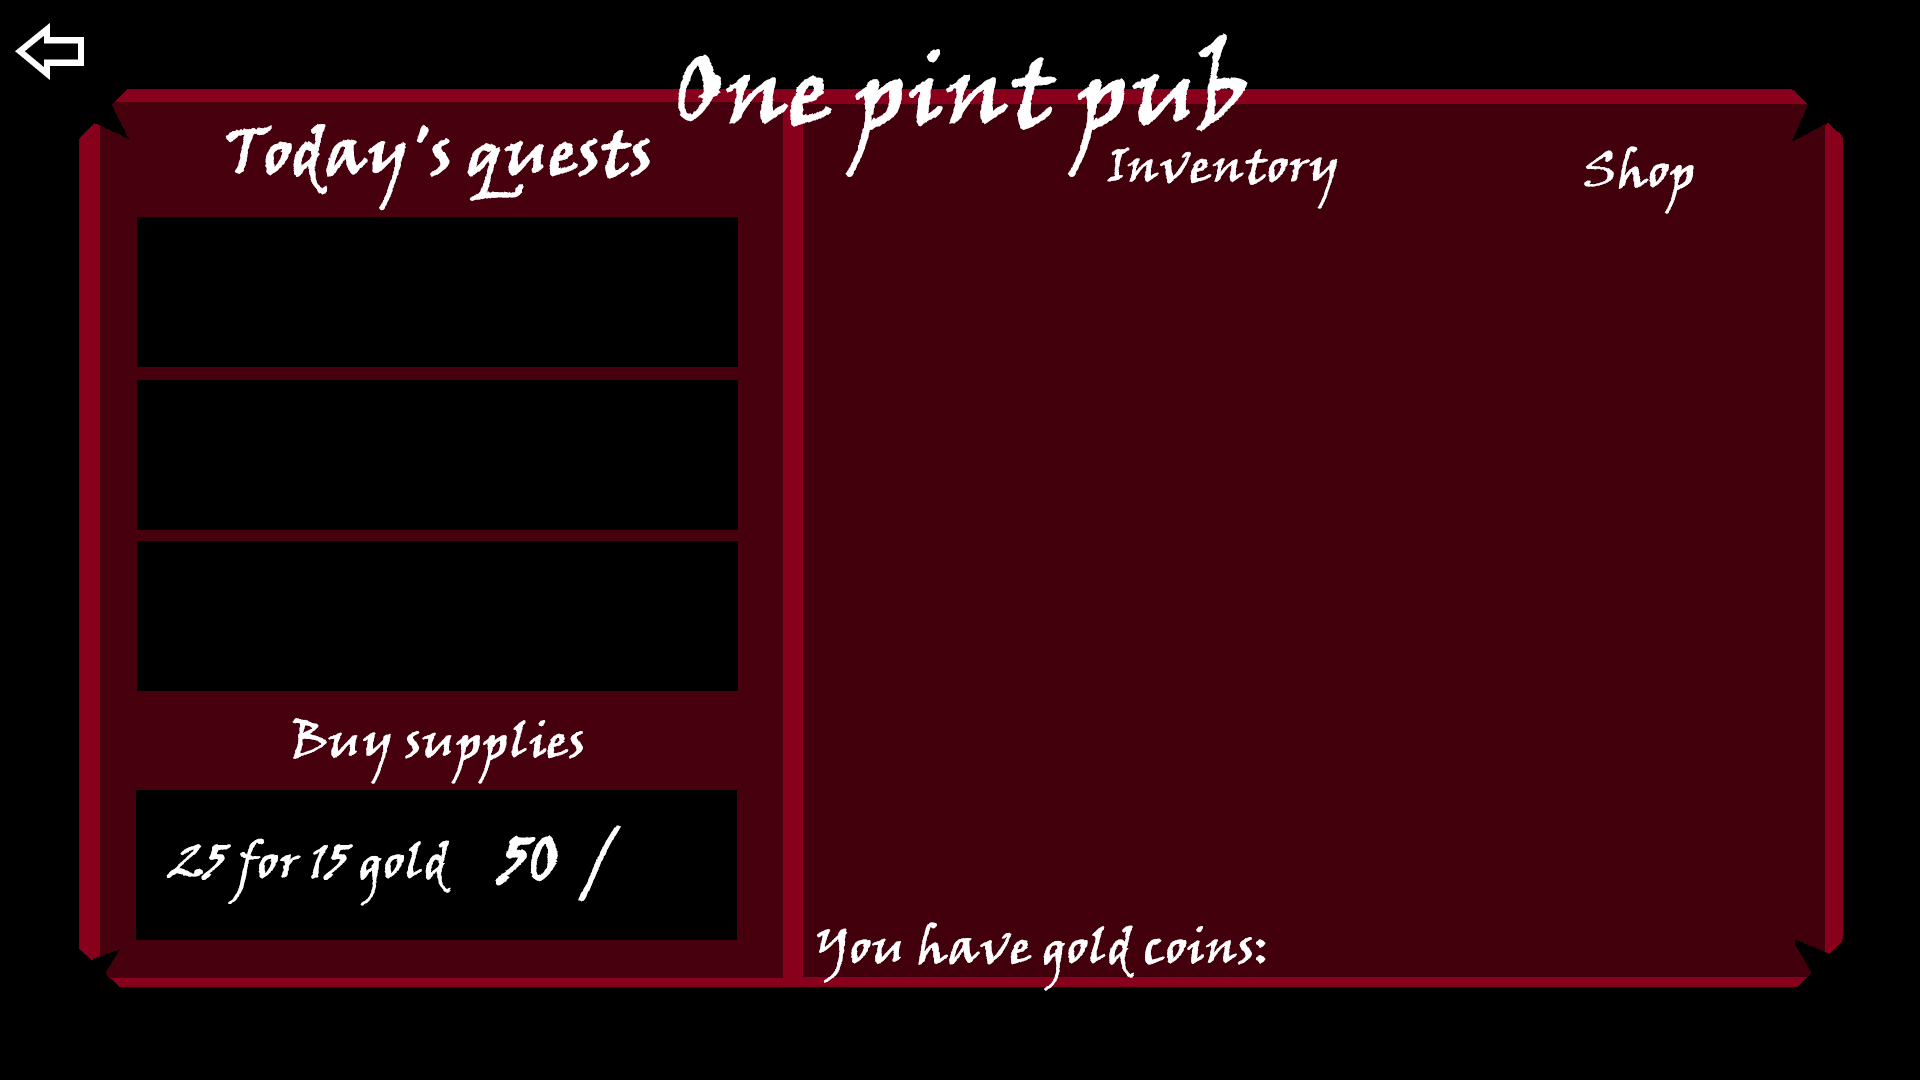 One pint pub
Today's quests
Inventory
Shop
Buy supplies
25 for 15 gold 50 /
You have gold coins: